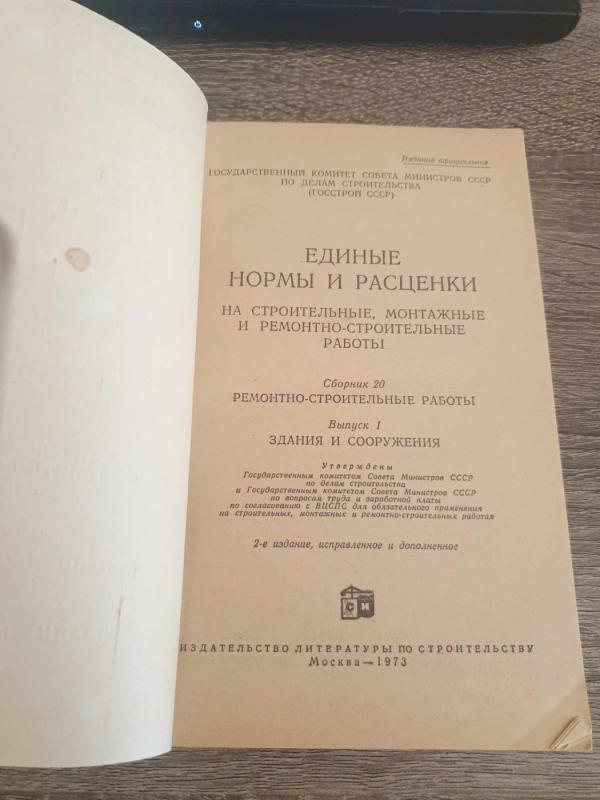 Издание официальное
ГОСУДАРСТВЕННЫЙ КОМИТЕТ СОВЕТА МИНИСТРОВ СССР
ПО ДЕЛАМ СТРОИТЕЛЬСТВА
(ГОССТРОЙ СССР)
ЕДИНЫЕ
НОРМЫ И РАСЦЕНКИ
НА СТРОИТЕЛЬНЫЕ, МОНТАЖНЫЕ
И РЕМОНТНО-СТРОИТЕЛЬНЫЕ
РАБОТЫ
Сборник 20
РЕМОНТНО-СТРОИТЕЛЬНЫЕ РАБОТЫ
Выпуск I
ЗДАНИЯ И СООРУЖЕНИЯ
Утверждены
Государственным комитетом Совета Министров СССР
по делам строительства
и Государственным комитетом Совета Министров СССР
по вопросам труда и заработной платы
по согласованию с ВЦСПС для обязательного применения
на строительных, монтажных и ремонтно-строительных работах
2-е издание, исправленное и дополненное
С И
ИЗДАТЕЛЬСТВО ЛИТЕРАТУРЫ ПО СТРОИТЕЛЬСТВУ
Москва—1973